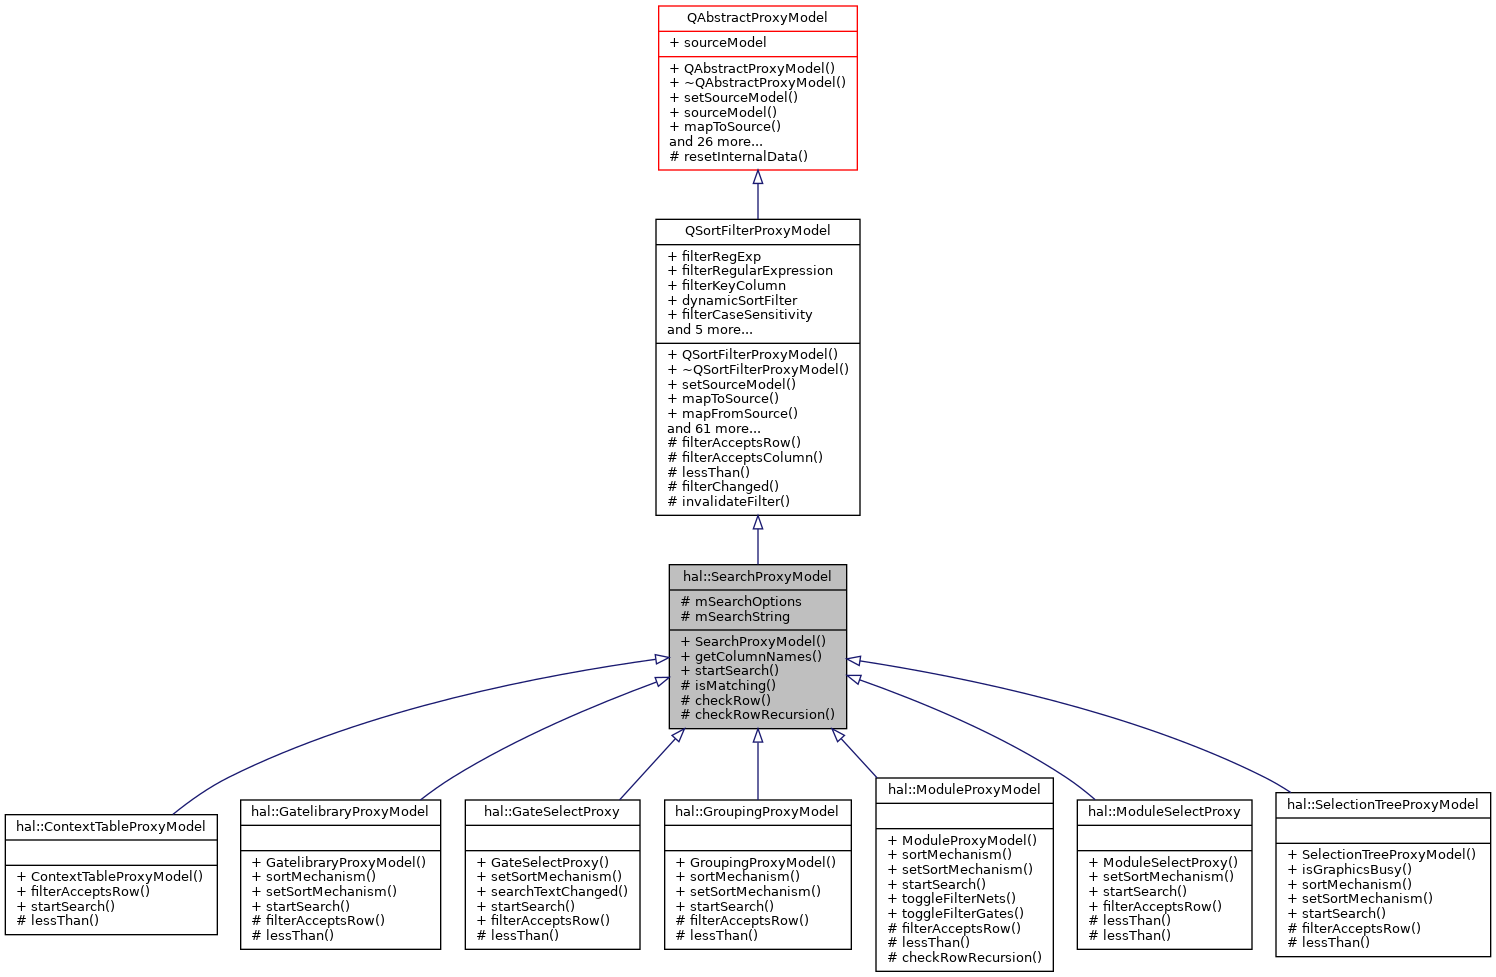 QAbstractProxyModel
+ sourceModel
+ QAbstractProxyModel()
+ ~QAbstractProxyModel()
+ setSourceModel()
+ sourceModel()
+ mapToSource()
and 26 more...
# resetInternalData()
QSortFilterProxyModel
+ filterRegExp
+ filterRegularExpression
+ filterKeyColumn
+ dynamicSortFilter
+ filterCaseSensitivity
and 5 more...
+ QSortFilterProxyModel()
+ ~QSortFilterProxyModel()
+ setSourceModel()
+ mapToSource()
+ mapFromSource()
and 61 more...
# filterAcceptsRow()
# filterAcceptsColumn()
# lessThan()
# filterChanged()
# invalidateFilter()
hal::SearchProxyModel
# mSearchOptions
# mSearchString
+ SearchProxyModel()
+ getColumnNames()
+ startSearch()
# isMatching()
# checkRow()
# checkRowRecursion()
hal::ContextTableProxyModel
+ ContextTableProxyModel()
+ filterAcceptsRow()
+ startSearch()
# lessThan()
hal::GatelibraryProxyModel
+ GatelibraryProxyModel()
+ sortMechanism()
+ setSortMechanism()
+ startSearch()
# filterAcceptsRow()
# lessThan()
hal::GateSelectProxy
+ GateSelectProxy()
+ setSortMechanism()
+ searchTextChanged()
+ startSearch()
+ filterAcceptsRow()
# lessThan()
hal::GroupingProxyModel
+ GroupingProxyModel()
+ sortMechanism()
+ setSortMechanism()
+ startSearch()
# filterAcceptsRow()
# lessThan()
hal::ModuleProxyModel
+ ModuleProxyModel()
+ sortMechanism()
+ setSortMechanism()
+ startSearch()
+ toggleFilterNets()
+ toggleFilterGates()
# filterAcceptsRow()
# lessThan()
# checkRowRecursion()
hal::ModuleSelectProxy
+ ModuleSelectProxy()
+ setSortMechanism()
+ startSearch()
+ filterAcceptsRow()
# lessThan()
# lessThan()
hal::SelectionTreeProxyModel
+ SelectionTreeProxyModel()
+ isGraphicsBusy()
+ sortMechanism()
+ setSortMechanism()
+ startSearch()
# filterAcceptsRow()
# lessThan()